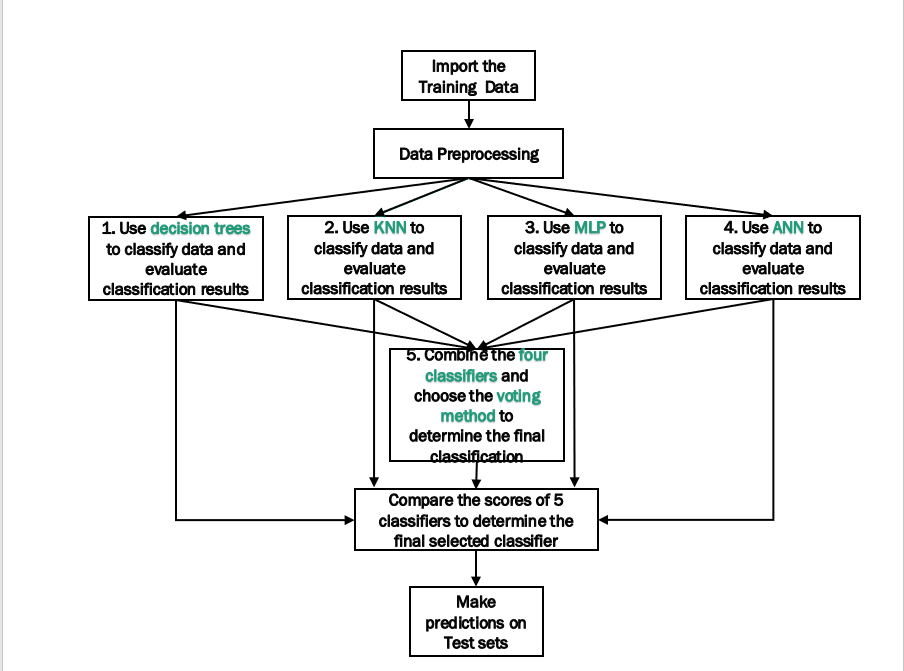 Import the
Training Data
Data Preprocessing
1. Use decision trees
to classify data and
evaluate
classification results
2. Use KNN to
classify data and
evaluate
classification results
3. Use MLP to
classify data and
evaluate
classification results
4. Use ANN to
classify data and
evaluate
classification results
5. Combine the four
classifiers and
choose the voting
method to
determine the final
classification
Compare the scores of 5
classifiers to determine the
final selected classifier
Make
predictions on
Test sets